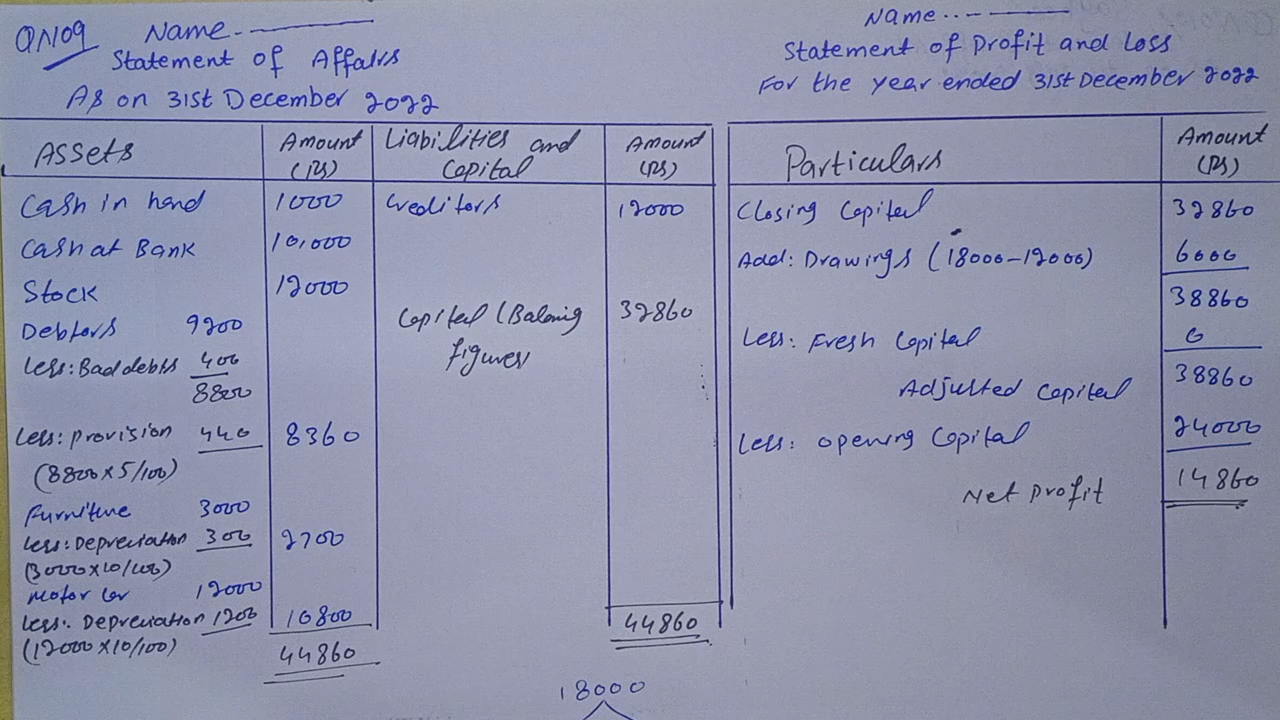 QN09 Name.
Statement of Affairs
As on 31st December 2022
Assets
Amount
(Rs)
Liabilities and
Capital
Amount
(Rs)
Cash in hand 1000 Creditors 12000
Cash at Bank 10,000
Stock 12000
Debtors 9200
Less: Bad debts 400
8800
Capital (Balanig 32860
figures
Less: provision 440 8360
(8800 x 5/100)
Furniture 3000
Less: Depreciation 300 2700
(3000 x 10/100)
Motor Car 12000
Less: Depreciation 1200 10800
(12000 x 10/100)
44860
44860
Name...
Statement of Profit and Loss
For the year ended 31st December 2022
Particulars
Amount
(Rs)
Closing Capital 32860
Add: Drawings (18000-12000) 6000
38860
Less: Fresh Capital 0
Adjusted Capital 38860
Less: Opening Capital 24000
Net Profit 14860
18000